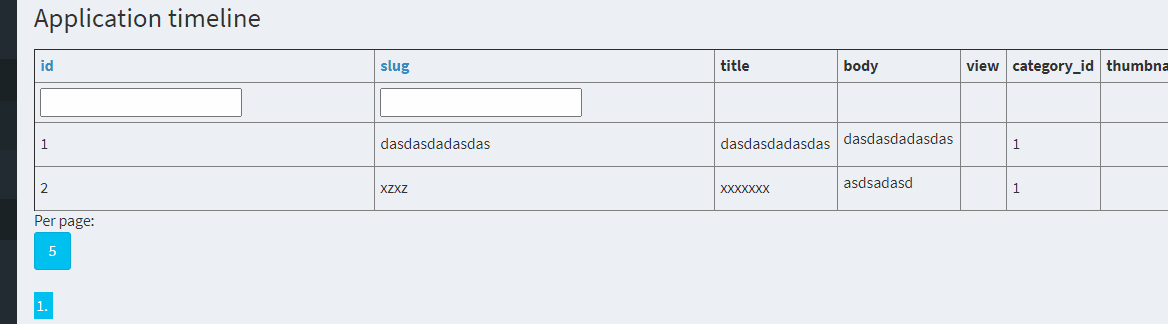 Application timeline
id slug title body view category_id thumbna
1 dasdasdadasdas dasdasdadasdas dasdasdadasdas 1
2 xzxz xxxxxxx asdsadasd 1
Per page:
5
1.